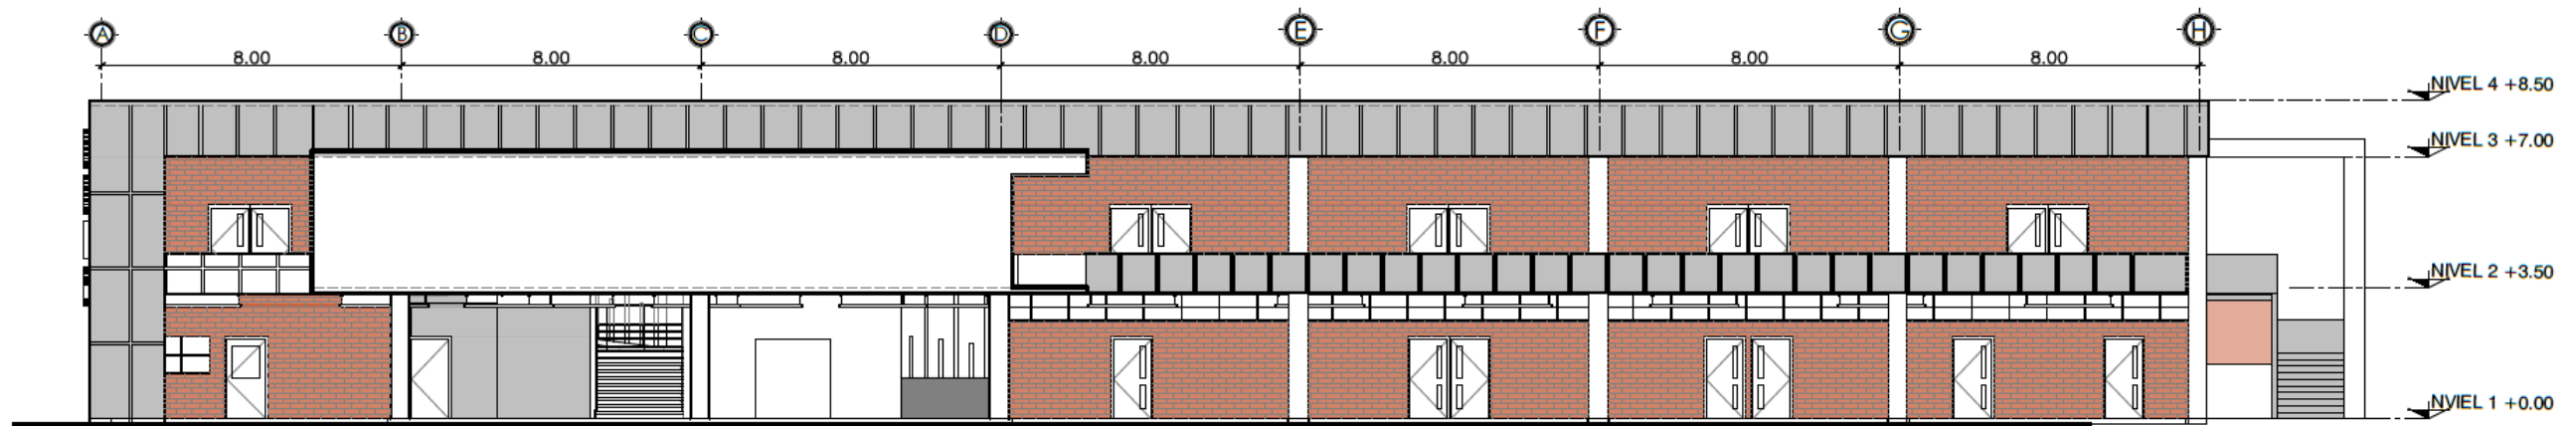 A B C D E F G H
8.00 8.00 8.00 8.00 8.00 8.00 8.00
NIVEL 4 +8.50
NIVEL 3 +7.00
NIVEL 2 +3.50
NVIEL 1 +0.00